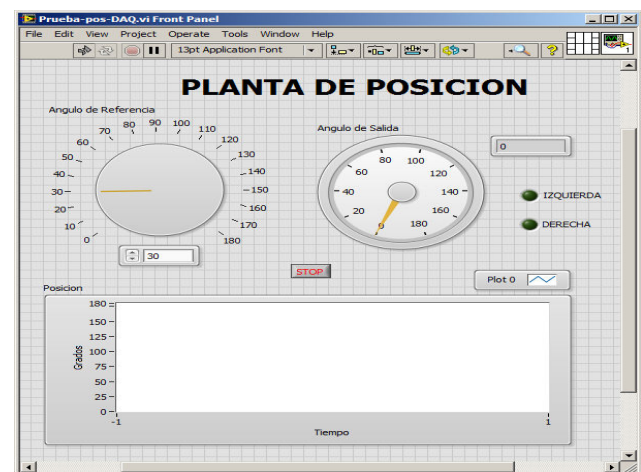 Prueba-pos-DAQ.vi Front Panel
File Edit View Project Operate Tools Window Help
13pt Application Font
1
PLANTA DE POSICION
Angulo de Referencia
0 10 20 30 40 50 60 70 80 90 100 110 120 130 140 150 160 170 180
30
Angulo de Salida
0 20 40 60 80 100 120 140 160 180
0
IZQUIERDA
DERECHA
STOP
Plot 0
Posicion
Grados
180
150
125
100
75
50
25
0
-1 1
Tiempo